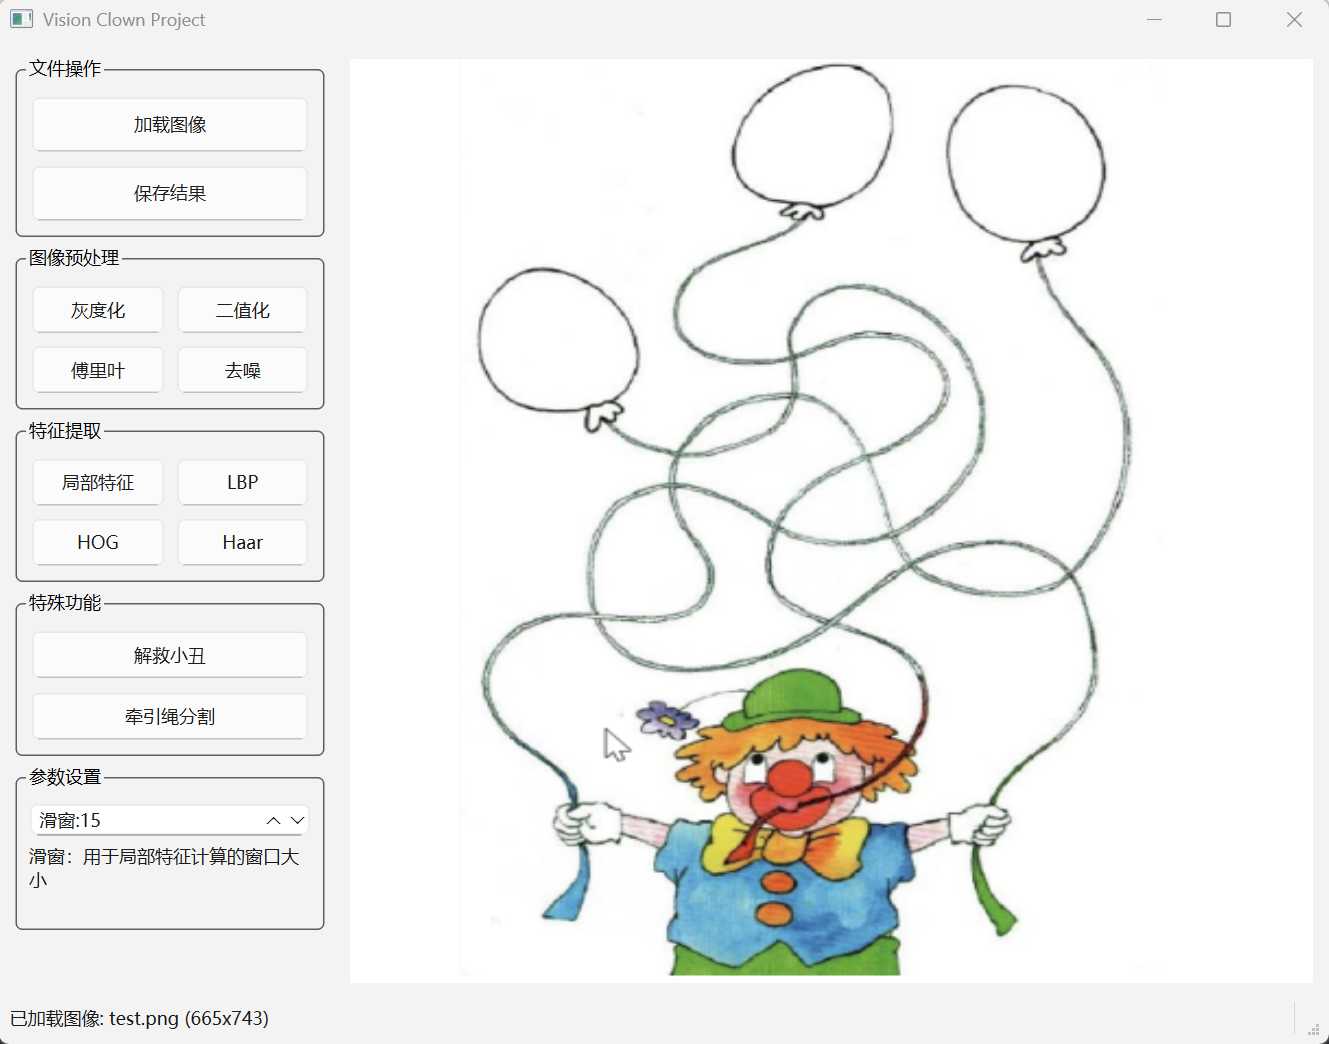 Vision Clown Project
文件操作
加载图像
保存结果
图像预处理
灰度化
二值化
傅里叶
去噪
特征提取
局部特征
LBP
HOG
Haar
特殊功能
解救小丑
牵引绳分割
参数设置
滑窗:15
滑窗：用于局部特征计算的窗口大
小
已加载图像: test.png (665x743)